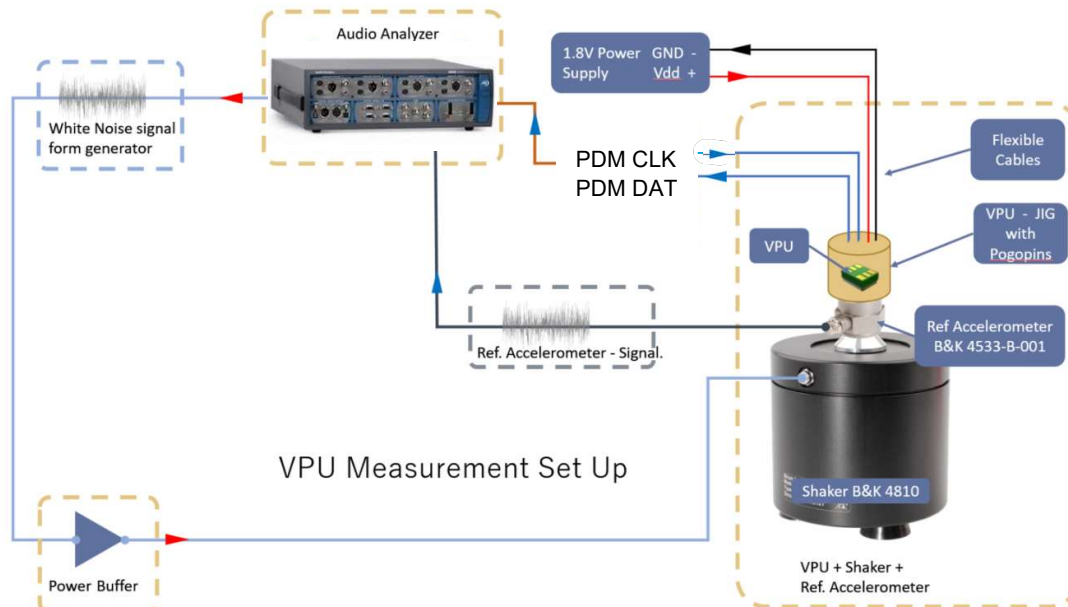 Audio Analyzer
1.8V Power
Supply
GND -
Vdd +
White Noise signal
form generator
PDM CLK
PDM DAT
Flexible
Cables
VPU - JIG
with
Pogopins
VPU
Ref Accelerometer
B&K 4533-B-001
Ref. Accelerometer - Signal.
VPU Measurement Set Up
Shaker B&K 4810
Power Buffer
VPU + Shaker +
Ref. Accelerometer